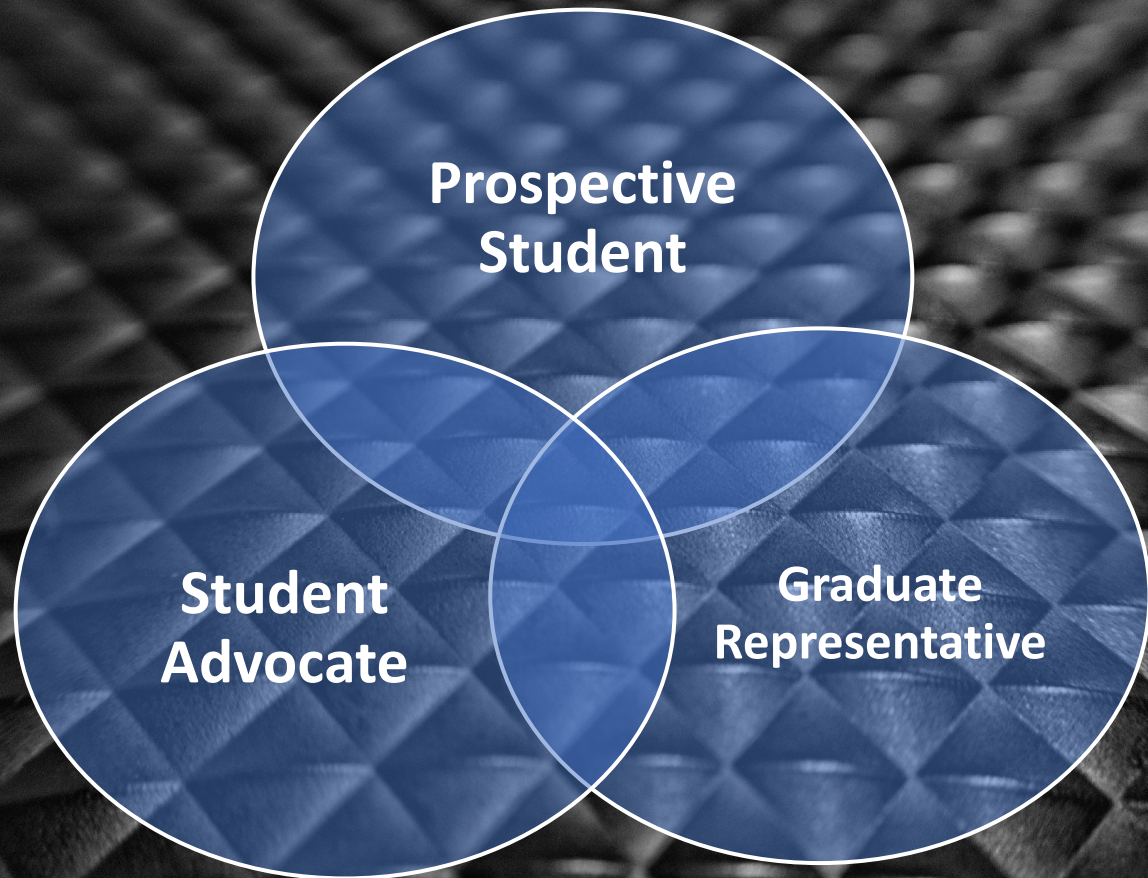 Prospective
Student
Student
Advocate
Graduate
Representative